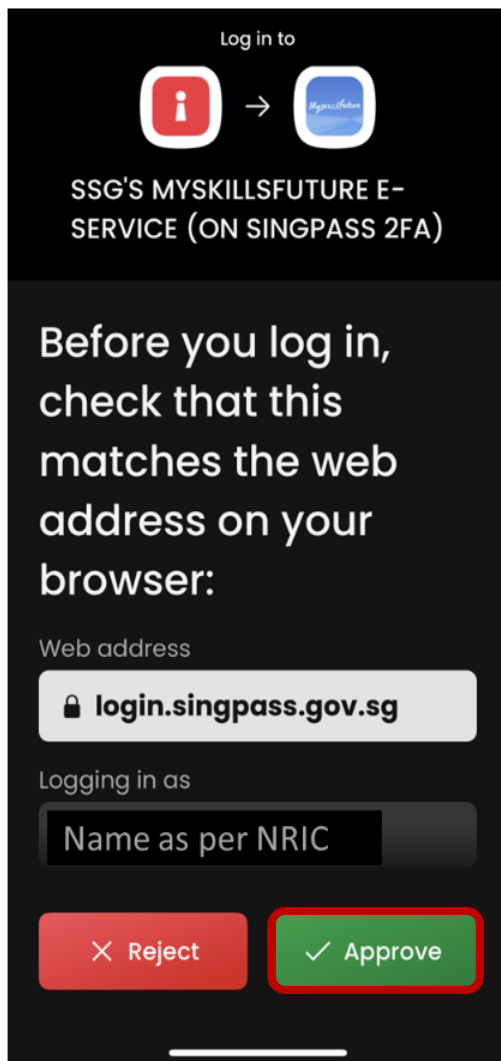 Log in to
MySkillsFuture
SSG'S MYSKILLSFUTURE E-
SERVICE (ON SINGPASS 2FA)
Before you log in,
check that this
matches the web
address on your
browser:
Web address
login.singpass.gov.sg
Logging in as
Name as per NRIC
Reject
Approve